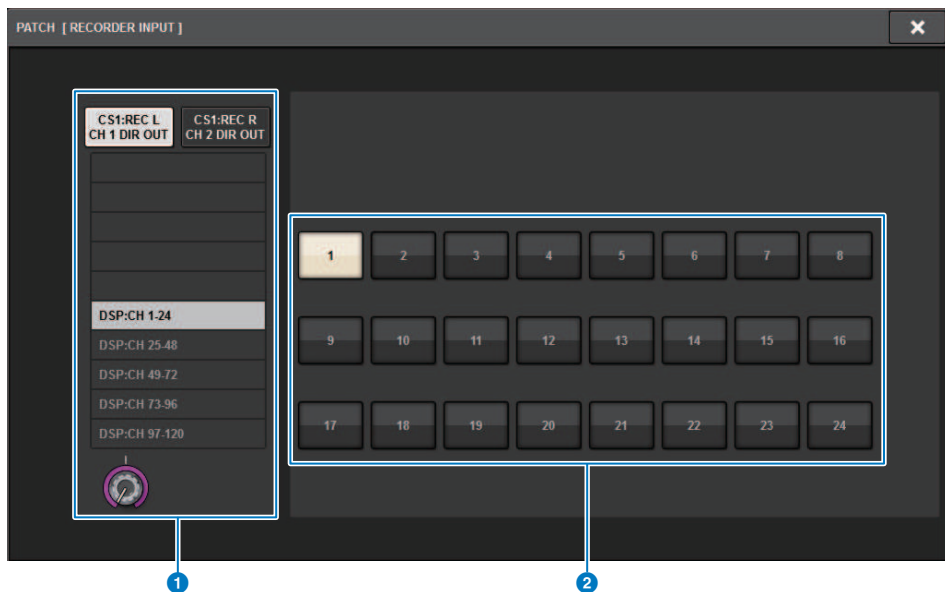 PATCH [ RECORDER INPUT ]
CS1:REC L
CH 1 DIR OUT
CS1:REC R
CH 2 DIR OUT
DSP:CH 1-24
DSP:CH 25-48
DSP:CH 49-72
DSP:CH 73-96
DSP:CH 97-120
1 2 3 4 5 6 7 8
9 10 11 12 13 14 15 16
17 18 19 20 21 22 23 24
1 2